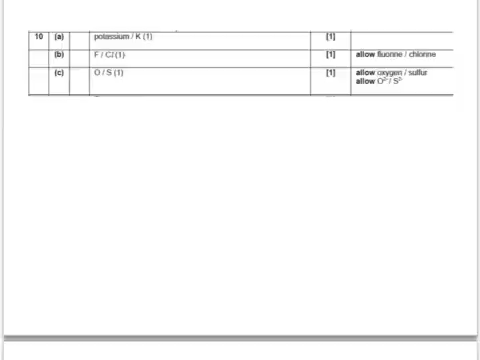 10 (a) potassium / K (1) [1]
(b) F / Cl (1) [1] allow fluorine / chlorine
(c) O / S (1) [1] allow oxygen / sulfur
allow O²⁻ / S²⁻